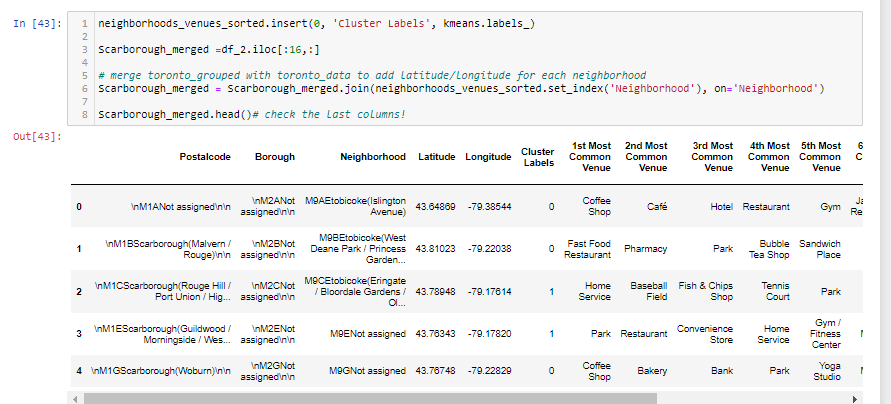 In [43]:
1 neighborhoods_venues_sorted.insert(0, 'Cluster Labels', kmeans.labels_)
2
3 Scarborough_merged =df_2.iloc[:16,:]
4
5 # merge toronto_grouped with toronto_data to add latitude/longitude for each neighborhood
6 Scarborough_merged = Scarborough_merged.join(neighborhoods_venues_sorted.set_index('Neighborhood'), on='Neighborhood')
7
8 Scarborough_merged.head()# check the last columns!
Out[43]:
Postalcode Borough Neighborhood Latitude Longitude Cluster Labels 1st Most Common Venue 2nd Most Common Venue 3rd Most Common Venue 4th Most Common Venue 5th Most Common Venue 6 C
0 \nM1ANot assigned\n\n \nM2ANot assigned\n\n M9AEtobicoke(Islington Avenue) 43.64869 -79.38544 0 Coffee Shop Café Hotel Restaurant Gym Ja Re
1 \nM1BScarborough(Malvern / Rouge)\n\n \nM2BNot assigned\n\n M9BEtobicoke(West Deane Park / Princess Garden... 43.81023 -79.22038 0 Fast Food Restaurant Pharmacy Park Bubble Tea Shop Sandwich Place
2 \nM1CScarborough(Rouge Hill / Port Union / Hig... \nM2CNot assigned\n\n M9CEtobicoke(Eringate / Bloordale Gardens / Ol... 43.78948 -79.17614 1 Home Service Baseball Field Fish & Chips Shop Tennis Court Park
3 \nM1EScarborough(Guildwood / Morningside / Wes... \nM2ENot assigned\n\n M9ENot assigned 43.76343 -79.17820 1 Park Restaurant Convenience Store Home Service Gym / Fitness Center
4 \nM1GScarborough(Woburn)\n\n \nM2GNot assigned\n\n M9GNot assigned 43.76748 -79.22829 0 Coffee Shop Bakery Bank Park Yoga Studio